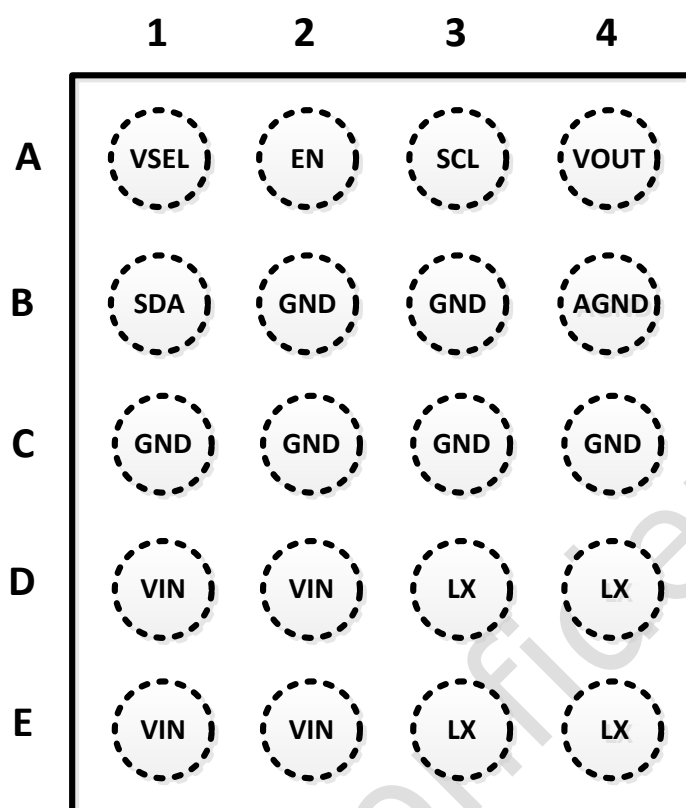 1 2 3 4
A VSEL EN SCL VOUT
B SDA GND GND AGND
C GND GND GND GND
D VIN VIN LX LX
E VIN VIN LX LX